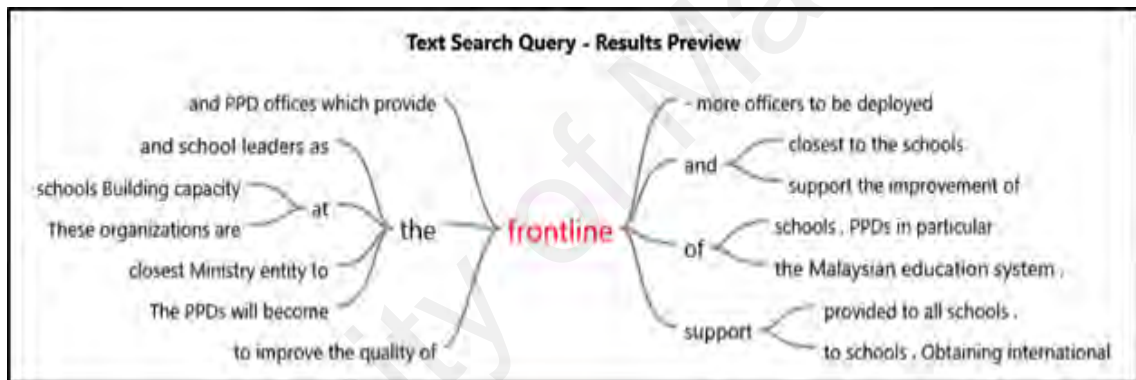 Text Search Query - Results Preview
and PPD offices which provide
and school leaders as
schools Building capacity
These organizations are
at
closest Ministry entity to
The PPDs will become
the
to improve the quality of
frontline
- more officers to be deployed
and
closest to the schools
support the improvement of
of
schools . PPDs in particular
the Malaysian education system .
support
provided to all schools .
to schools . Obtaining international
ity of Ma